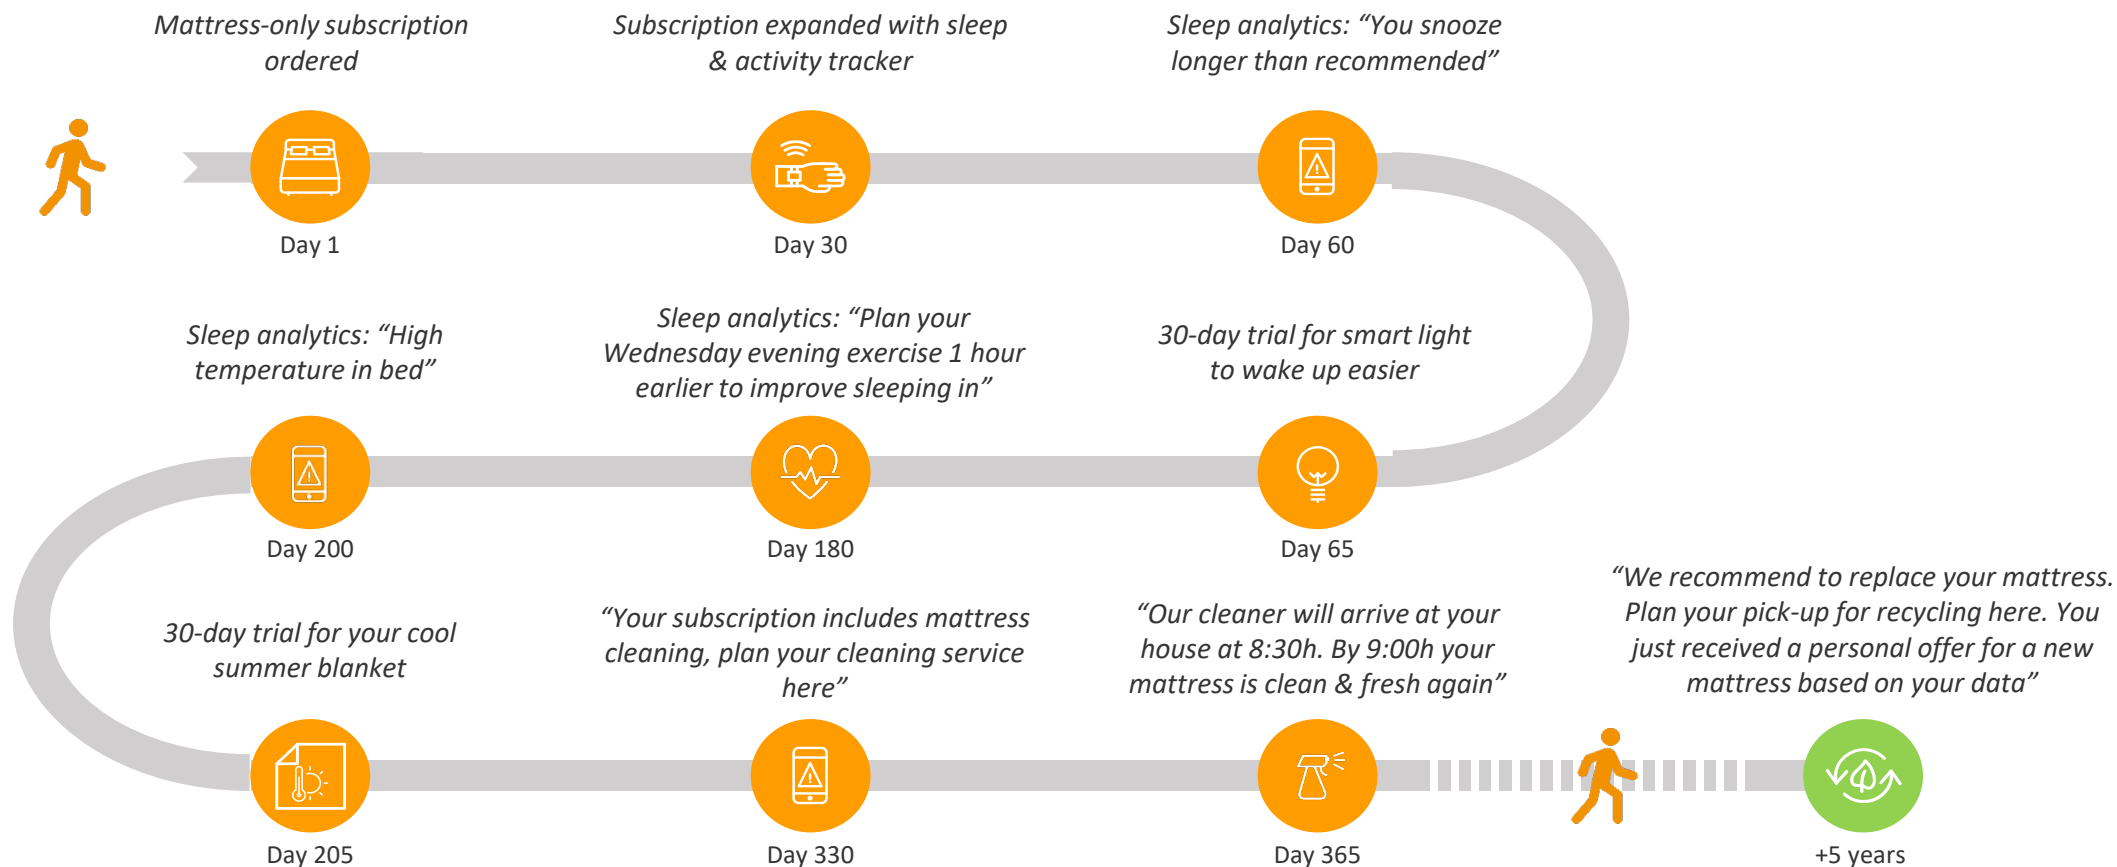 Mattress-only subscription
ordered
Subscription expanded with sleep
& activity tracker
Sleep analytics: “You snooze
longer than recommended”
Day 1
Day 30
Day 60
Sleep analytics: “High
temperature in bed”
Sleep analytics: “Plan your
Wednesday evening exercise 1 hour
earlier to improve sleeping in”
30-day trial for smart light
to wake up easier
Day 200
Day 180
Day 65
30-day trial for your cool
summer blanket
“Your subscription includes mattress
cleaning, plan your cleaning service
here”
“Our cleaner will arrive at your
house at 8:30h. By 9:00h your
mattress is clean & fresh again”
“We recommend to replace your mattress.
Plan your pick-up for recycling here. You
just received a personal offer for a new
mattress based on your data”
Day 205
Day 330
Day 365
+5 years